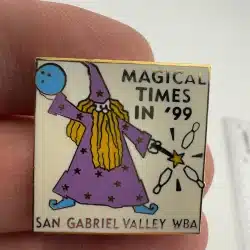 MAGICAL
TIMES
IN '99
SAN GABRIEL VALLEY WBA